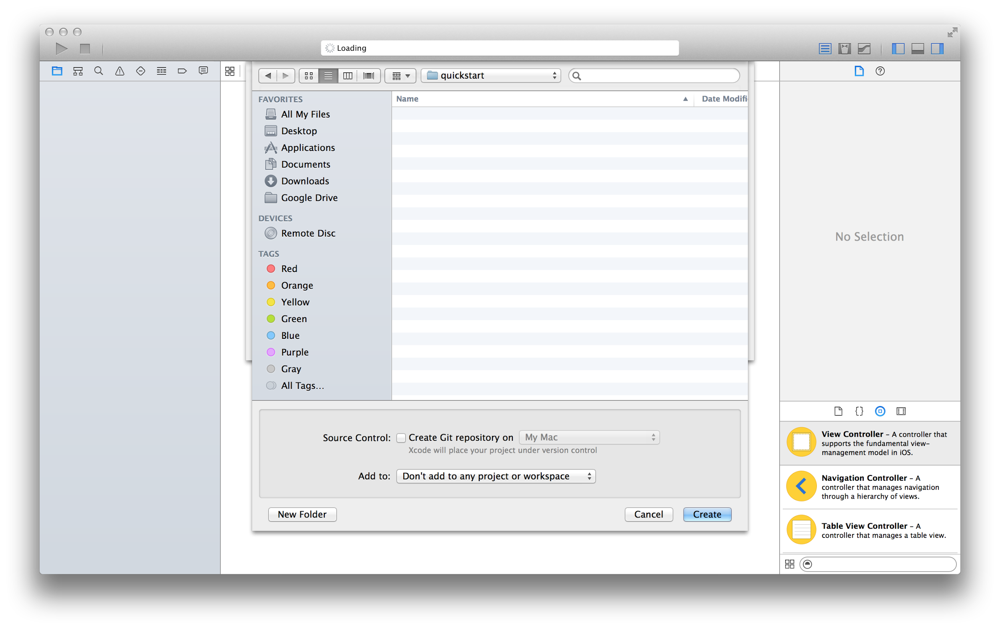 Loading
quickstart
FAVORITES
All My Files
Desktop
Applications
Documents
Downloads
Google Drive
DEVICES
Remote Disc
TAGS
Red
Orange
Yellow
Green
Blue
Purple
Gray
All Tags...
Name
Date Modifi
Source Control: Create Git repository on My Mac
Xcode will place your project under version control
Add to: Don't add to any project or workspace
New Folder Cancel Create
No Selection
{}
View Controller – A controller that
supports the fundamental view-
management model in iOS.
Navigation Controller – A
controller that manages navigation
through a hierarchy of views.
Table View Controller – A
controller that manages a table view.